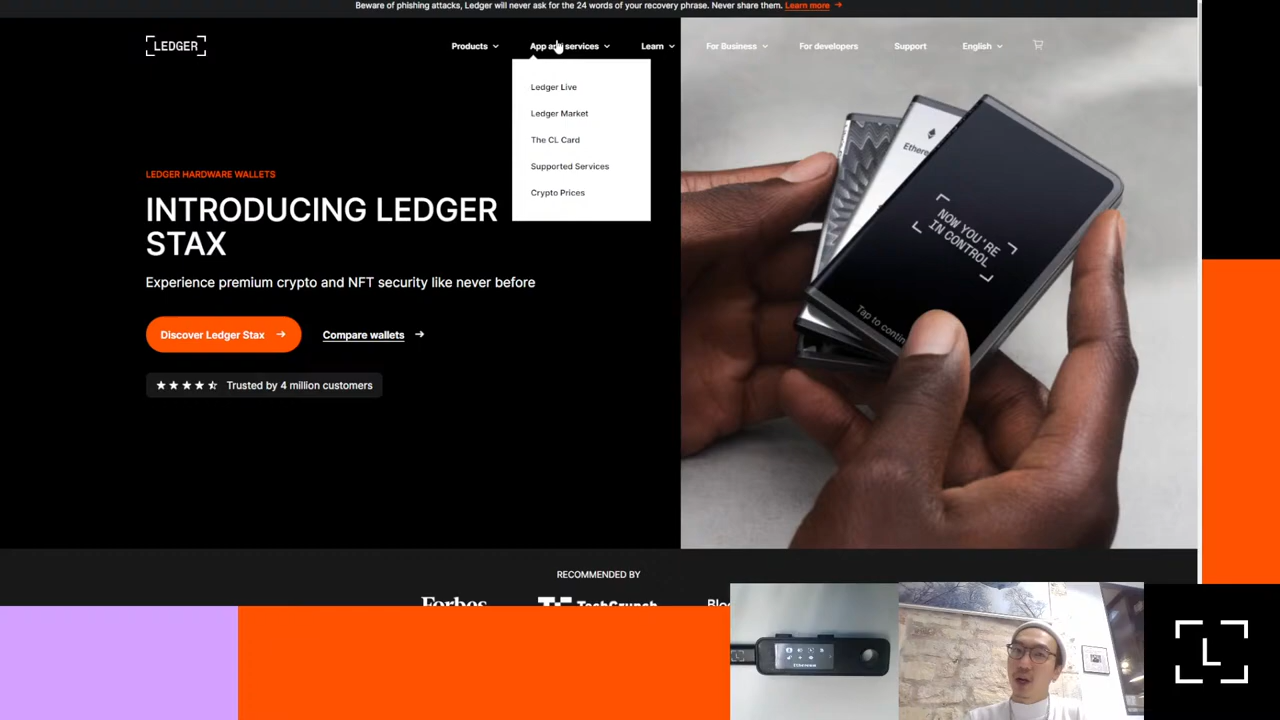 Beware of phishing attacks, Ledger will never ask for the 24 words of your recovery phrase. Never share them. Learn more
LEDGER
Products
App and services
Learn
For Business
For developers
Support
English
Ledger Live
Ledger Market
The CL Card
Supported Services
Crypto Prices
LEDGER HARDWARE WALLETS
INTRODUCING LEDGER
STAX
Experience premium crypto and NFT security like never before
Discover Ledger Stax
Compare wallets
Trusted by 4 million customers
NOW YOU'RE
IN CONTROL
RECOMMENDED BY
Forbes
TechCrunch
Ethereum
L